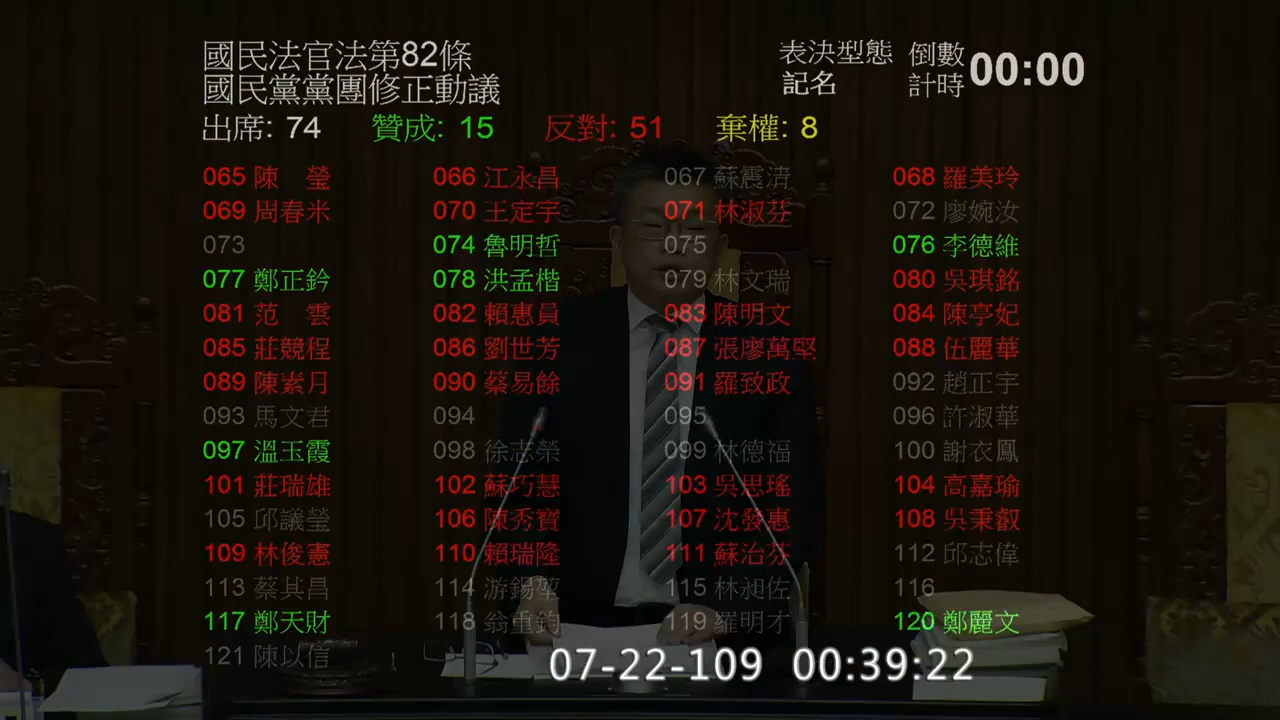 國民法官法第82條
國民黨黨團修正動議
表決型態 記名
倒數計時 00:00
出席: 74 贊成: 15 反對: 51 棄權: 8
065 陳 瑩 066 江永昌 067 蘇震清 068 羅美玲
069 周春米 070 王定宇 071 林淑芬 072 廖婉汝
073 074 魯明哲 075 076 李德維
077 鄭正鈐 078 洪孟楷 079 林文瑞 080 吳琪銘
081 范 雲 082 賴惠員 083 陳明文 084 陳亭妃
085 莊競程 086 劉世芳 087 張廖萬堅 088 伍麗華
089 陳素月 090 蔡易餘 091 羅致政 092 趙正宇
093 馬文君 094 095 096 許淑華
097 溫玉霞 098 徐志榮 099 林德福 100 謝衣鳳
101 莊瑞雄 102 蘇巧慧 103 吳思瑤 104 高嘉瑜
105 邱議瑩 106 陳秀寶 107 沈發惠 108 吳秉叡
109 林俊憲 110 賴瑞隆 111 蘇治芬 112 邱志偉
113 蔡其昌 114 游錫堃 115 林昶佐 116
117 鄭天財 118 翁重鈞 119 羅明才 120 鄭麗文
121 陳以信
07-22-109 00:39:22